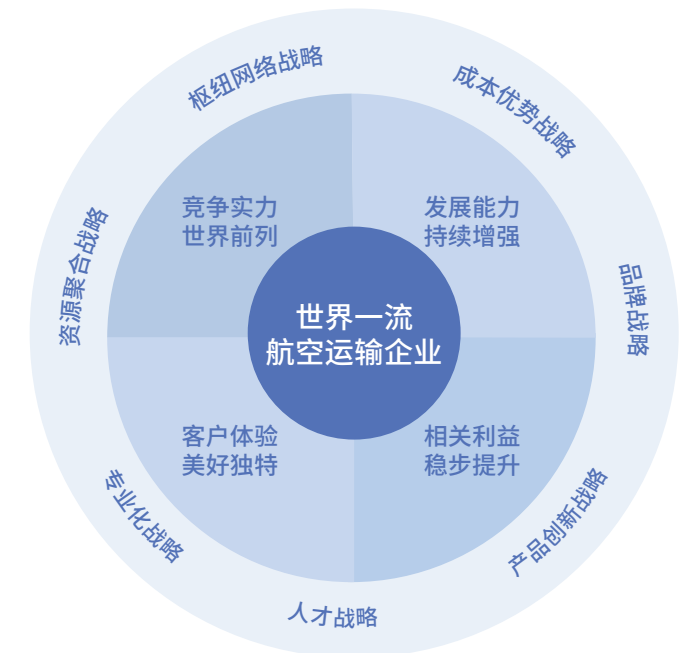 枢纽网络战略
成本优势战略
竞争实力
世界前列
发展能力
持续增强
资源聚合战略
品牌战略
世界一流
航空运输企业
客户体验
美好独特
相关利益
稳步提升
专业化战略
产品创新战略
人才战略